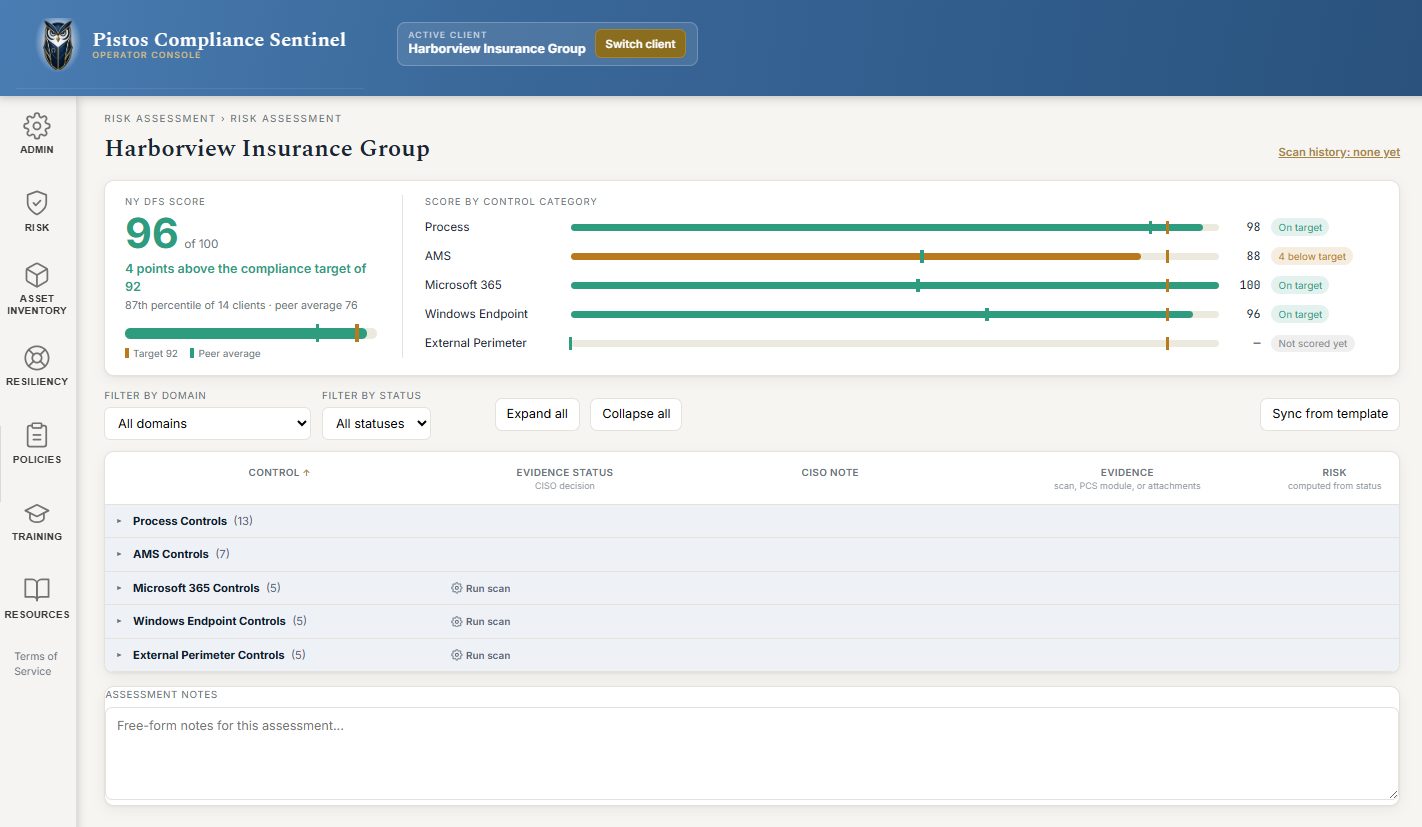 Pistos Compliance Sentinel
OPERATOR CONSOLE
ACTIVE CLIENT
Harborview Insurance Group
Switch client
ADMIN
RISK
ASSET
INVENTORY
RESILIENCY
POLICIES
TRAINING
RESOURCES
Terms of
Service
RISK ASSESSMENT › RISK ASSESSMENT
Harborview Insurance Group
Scan history: none yet
NY DFS SCORE
96 of 100
4 points above the compliance target of
92
87th percentile of 14 clients · peer average 76
Target 92 Peer average
SCORE BY CONTROL CATEGORY
Process 98 On target
AMS 88 4 below target
Microsoft 365 100 On target
Windows Endpoint 96 On target
External Perimeter – Not scored yet
FILTER BY DOMAIN
All domains
FILTER BY STATUS
All statuses
Expand all
Collapse all
Sync from template
CONTROL ↑
EVIDENCE STATUS
CISO decision
CISO NOTE
EVIDENCE
scan, PCS module, or attachments
RISK
computed from status
▸ Process Controls (13)
▸ AMS Controls (7)
▸ Microsoft 365 Controls (5) Run scan
▸ Windows Endpoint Controls (5) Run scan
▸ External Perimeter Controls (5) Run scan
ASSESSMENT NOTES
Free-form notes for this assessment...